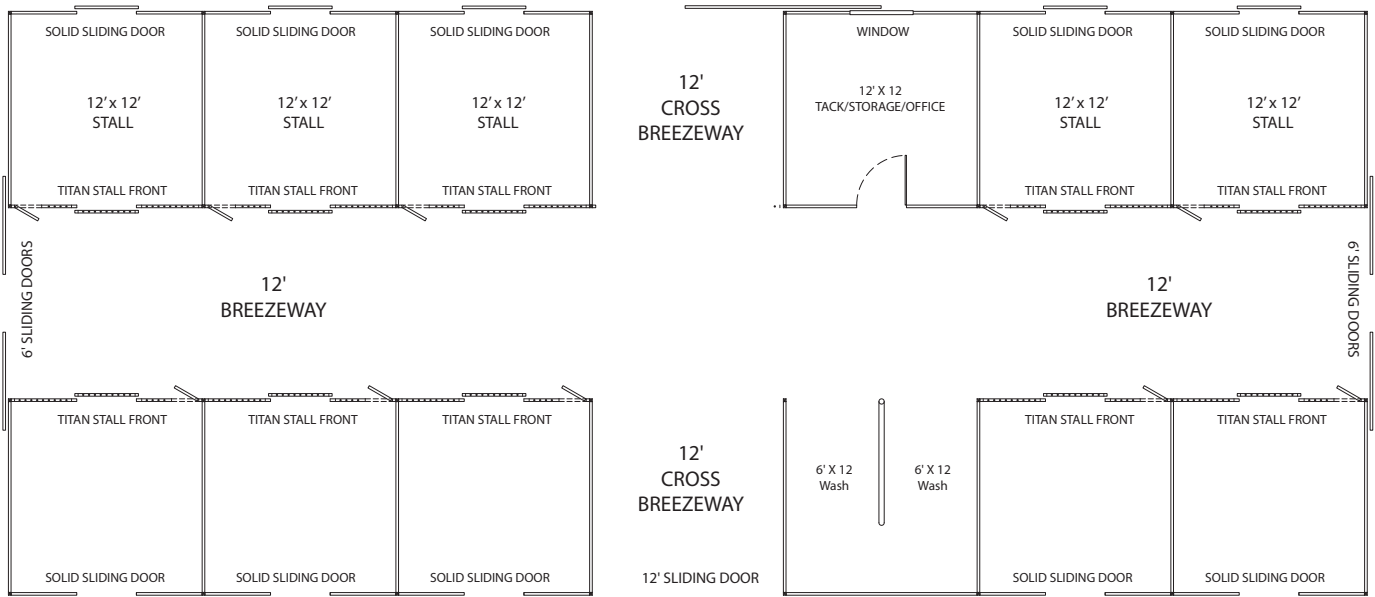 SOLID SLIDING DOOR
SOLID SLIDING DOOR
SOLID SLIDING DOOR
WINDOW
SOLID SLIDING DOOR
SOLID SLIDING DOOR
12' x 12'
STALL
12' x 12'
STALL
12' x 12'
STALL
12'
CROSS
BREEZEWAY
12' X 12
TACK/STORAGE/OFFICE
12' x 12'
STALL
12' x 12'
STALL
TITAN STALL FRONT
TITAN STALL FRONT
TITAN STALL FRONT
TITAN STALL FRONT
TITAN STALL FRONT
6' SLIDING DOORS
12'
BREEZEWAY
12'
BREEZEWAY
6' SLIDING DOORS
TITAN STALL FRONT
TITAN STALL FRONT
TITAN STALL FRONT
TITAN STALL FRONT
TITAN STALL FRONT
12'
CROSS
BREEZEWAY
6' X 12
Wash
6' X 12
Wash
SOLID SLIDING DOOR
SOLID SLIDING DOOR
SOLID SLIDING DOOR
12' SLIDING DOOR
SOLID SLIDING DOOR
SOLID SLIDING DOOR